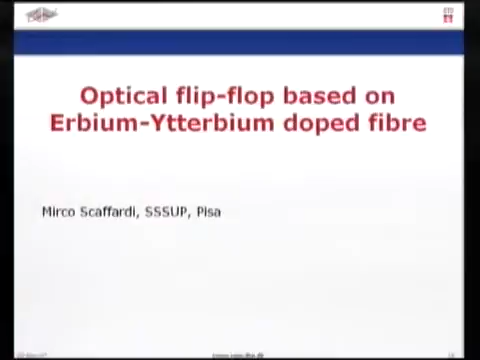 Optical flip-flop based on
Erbium-Ytterbium doped fibre
Mirco Scaffardi, SSSUP, Pisa